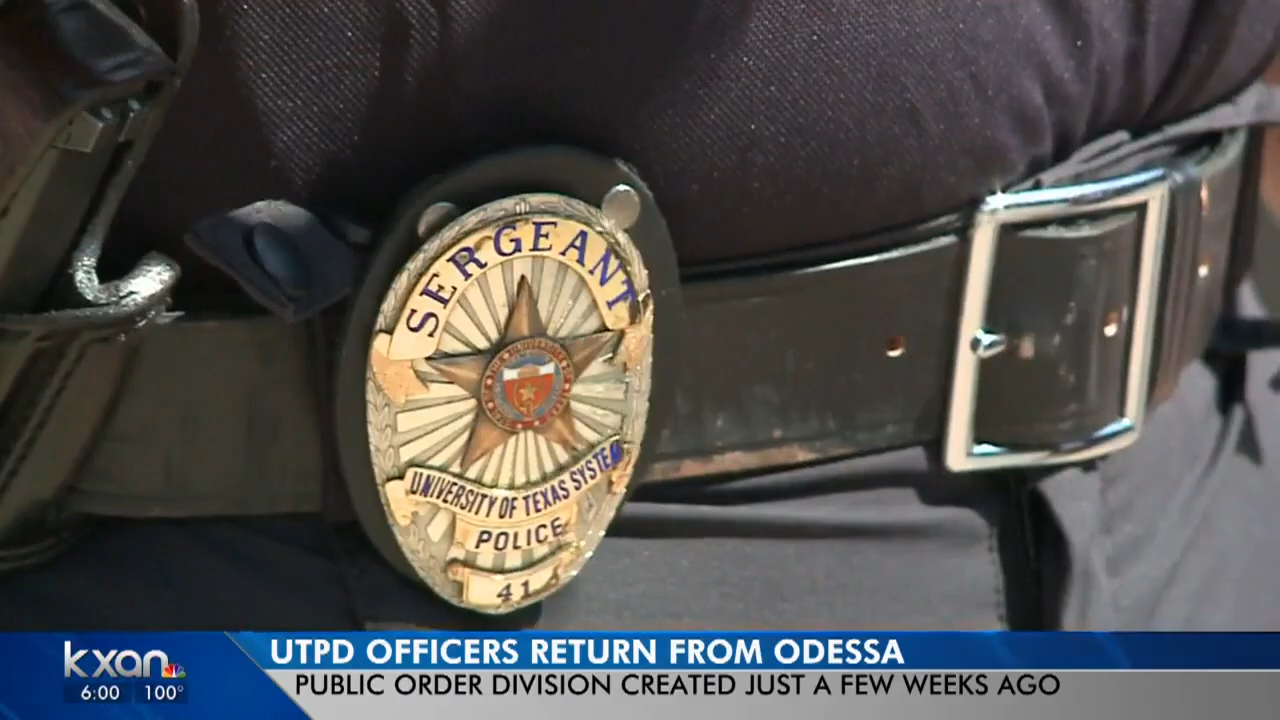 SERGEANT
UNIVERSITY OF TEXAS SYSTEM
POLICE
UTPD OFFICERS RETURN FROM ODESSA
kxan
PUBLIC ORDER DIVISION CREATED JUST A FEW WEEKS AGO
6:00 100°